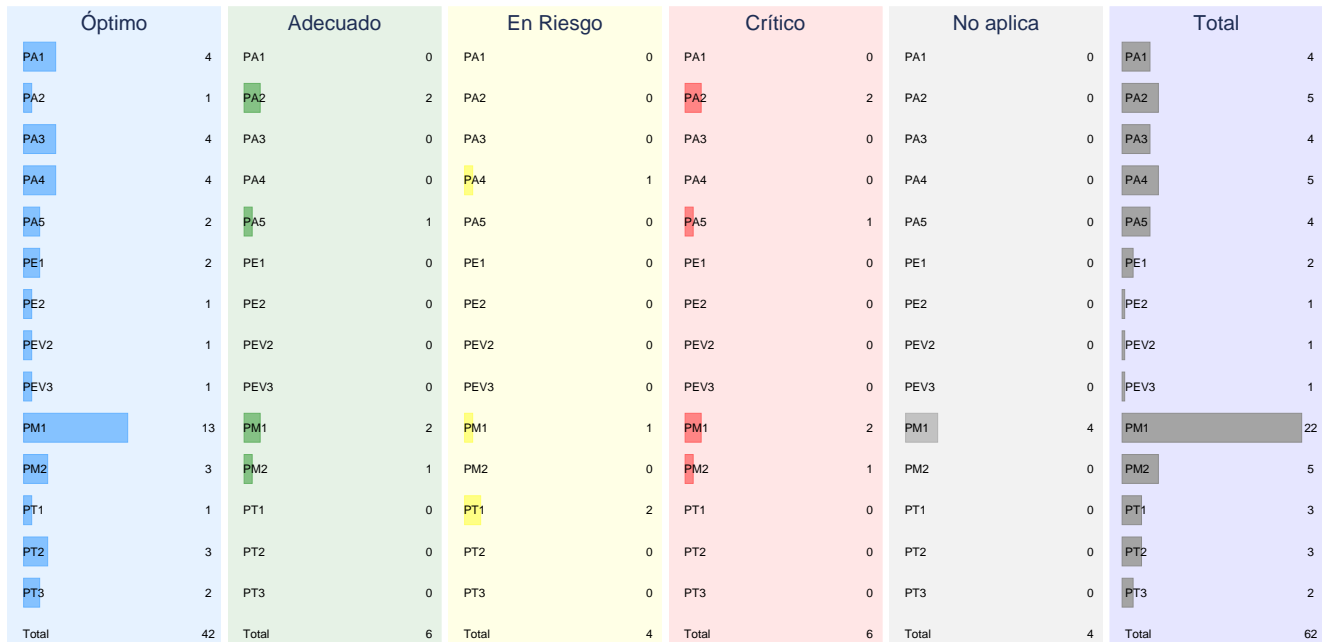 Óptimo Adecuado En Riesgo Crítico No aplica Total
PA1 4 PA1 0 PA1 0 PA1 0 PA1 0 PA1 4
PA2 1 PA2 2 PA2 0 PA2 2 PA2 0 PA2 5
PA3 4 PA3 0 PA3 0 PA3 0 PA3 0 PA3 4
PA4 4 PA4 0 PA4 1 PA4 0 PA4 0 PA4 5
PA5 2 PA5 1 PA5 0 PA5 1 PA5 0 PA5 4
PE1 2 PE1 0 PE1 0 PE1 0 PE1 0 PE1 2
PE2 1 PE2 0 PE2 0 PE2 0 PE2 0 PE2 1
PEV2 1 PEV2 0 PEV2 0 PEV2 0 PEV2 0 PEV2 1
PEV3 1 PEV3 0 PEV3 0 PEV3 0 PEV3 0 PEV3 1
PM1 13 PM1 2 PM1 1 PM1 2 PM1 4 PM1 22
PM2 3 PM2 1 PM2 0 PM2 1 PM2 0 PM2 5
PT1 1 PT1 0 PT1 2 PT1 0 PT1 0 PT1 3
PT2 3 PT2 0 PT2 0 PT2 0 PT2 0 PT2 3
PT3 2 PT3 0 PT3 0 PT3 0 PT3 0 PT3 2
Total 42 Total 6 Total 4 Total 6 Total 4 Total 62